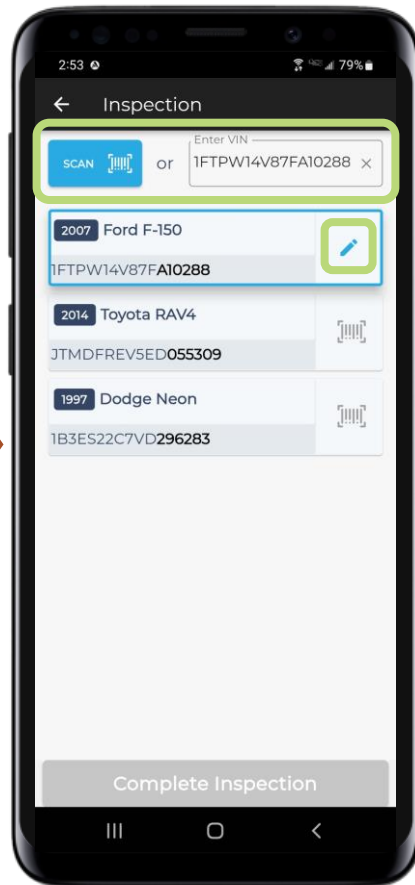 2:53 79%
Inspection
SCAN or Enter VIN 1FTPW14V87FA10288 ×
2007 Ford F-150
1FTPW14V87FA10288
2014 Toyota RAV4
JTMDFREV5ED055309
1997 Dodge Neon
1B3ES22C7VD296283
Complete Inspection